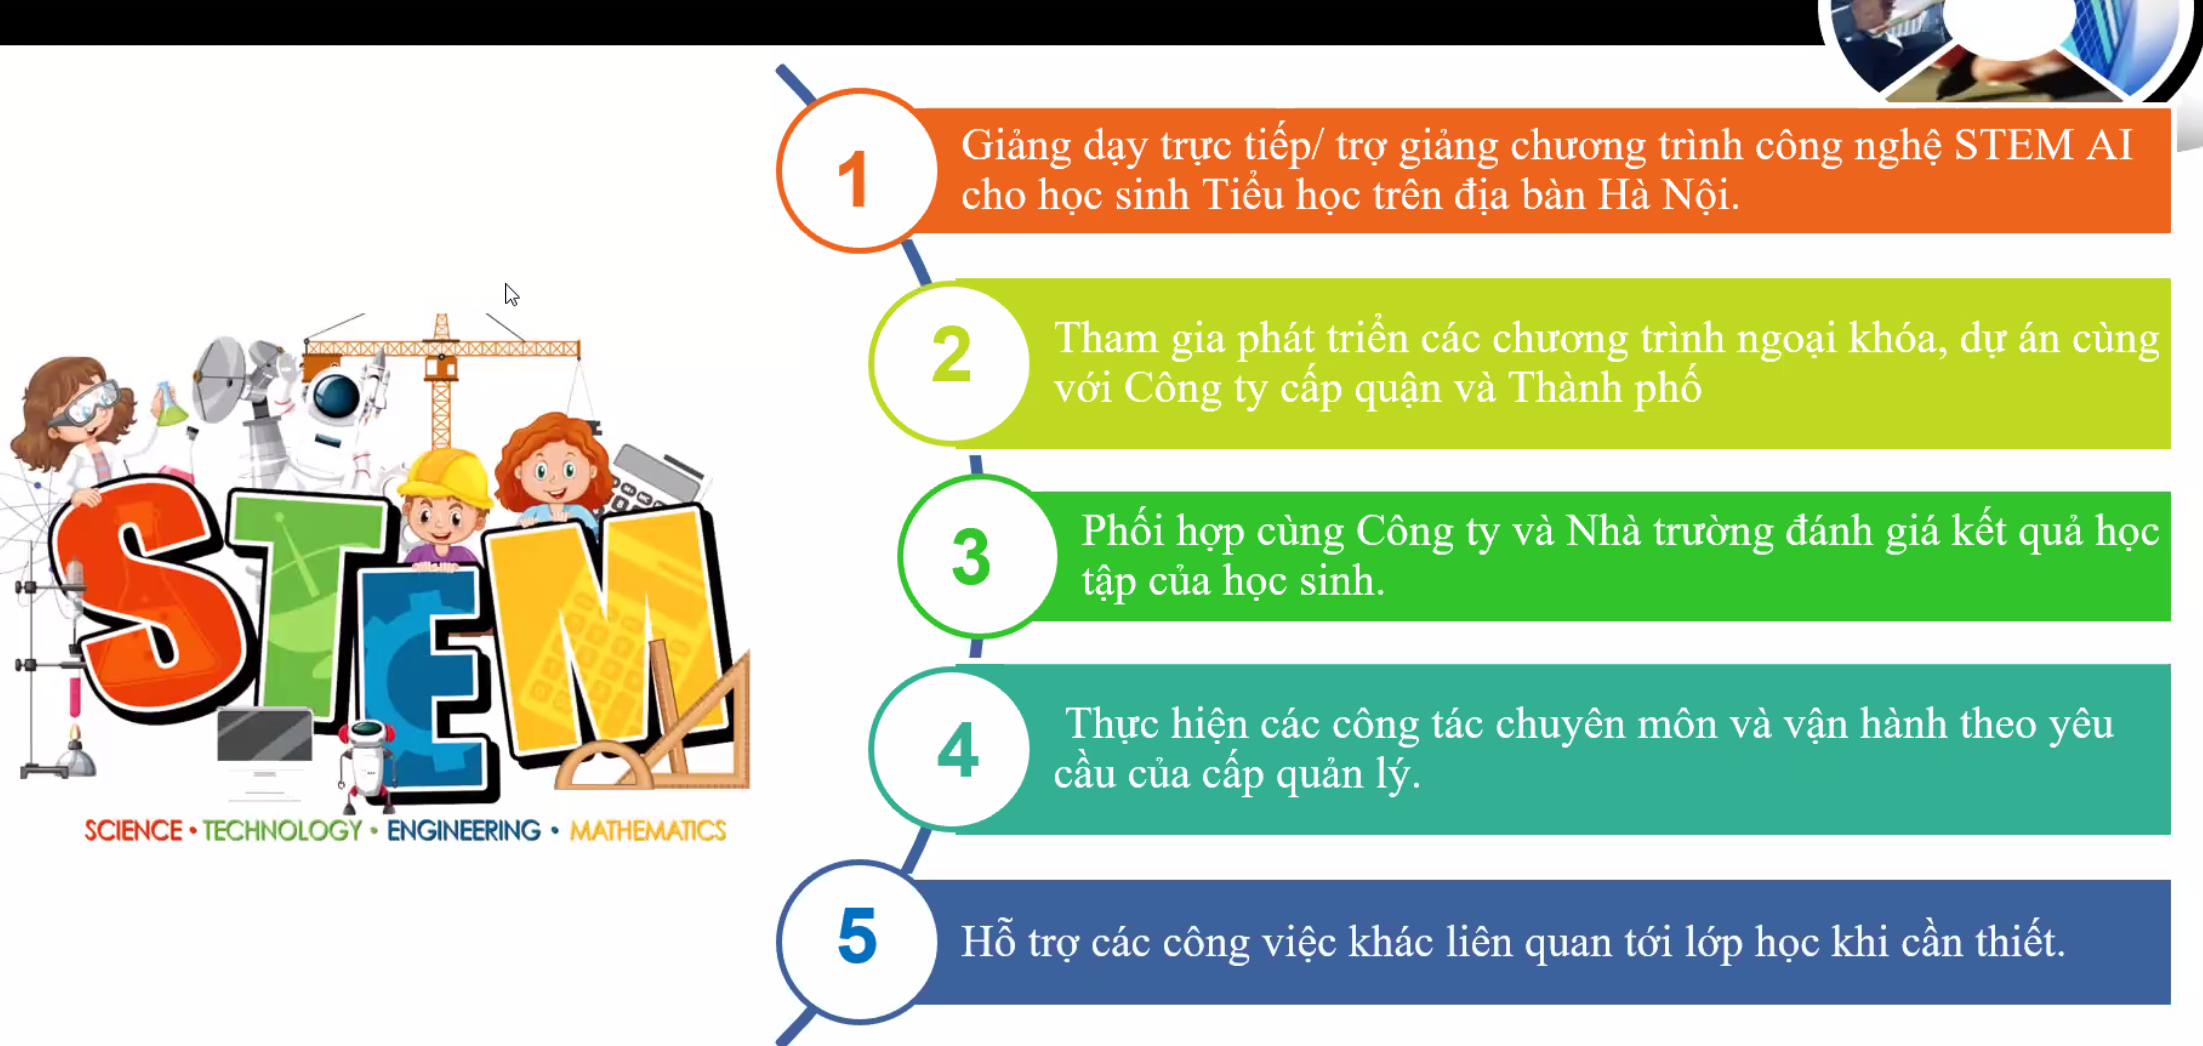 1
Giảng dạy trực tiếp/ trợ giảng chương trình công nghệ STEM AI
cho học sinh Tiểu học trên địa bàn Hà Nội.
2
Tham gia phát triển các chương trình ngoại khóa, dự án cùng
với Công ty cấp quận và Thành phố
3
Phối hợp cùng Công ty và Nhà trường đánh giá kết quả học
tập của học sinh.
4
Thực hiện các công tác chuyên môn và vận hành theo yêu
cầu của cấp quản lý.
5
Hỗ trợ các công việc khác liên quan tới lớp học khi cần thiết.
STEM
SCIENCE • TECHNOLOGY • ENGINEERING • MATHEMATICS